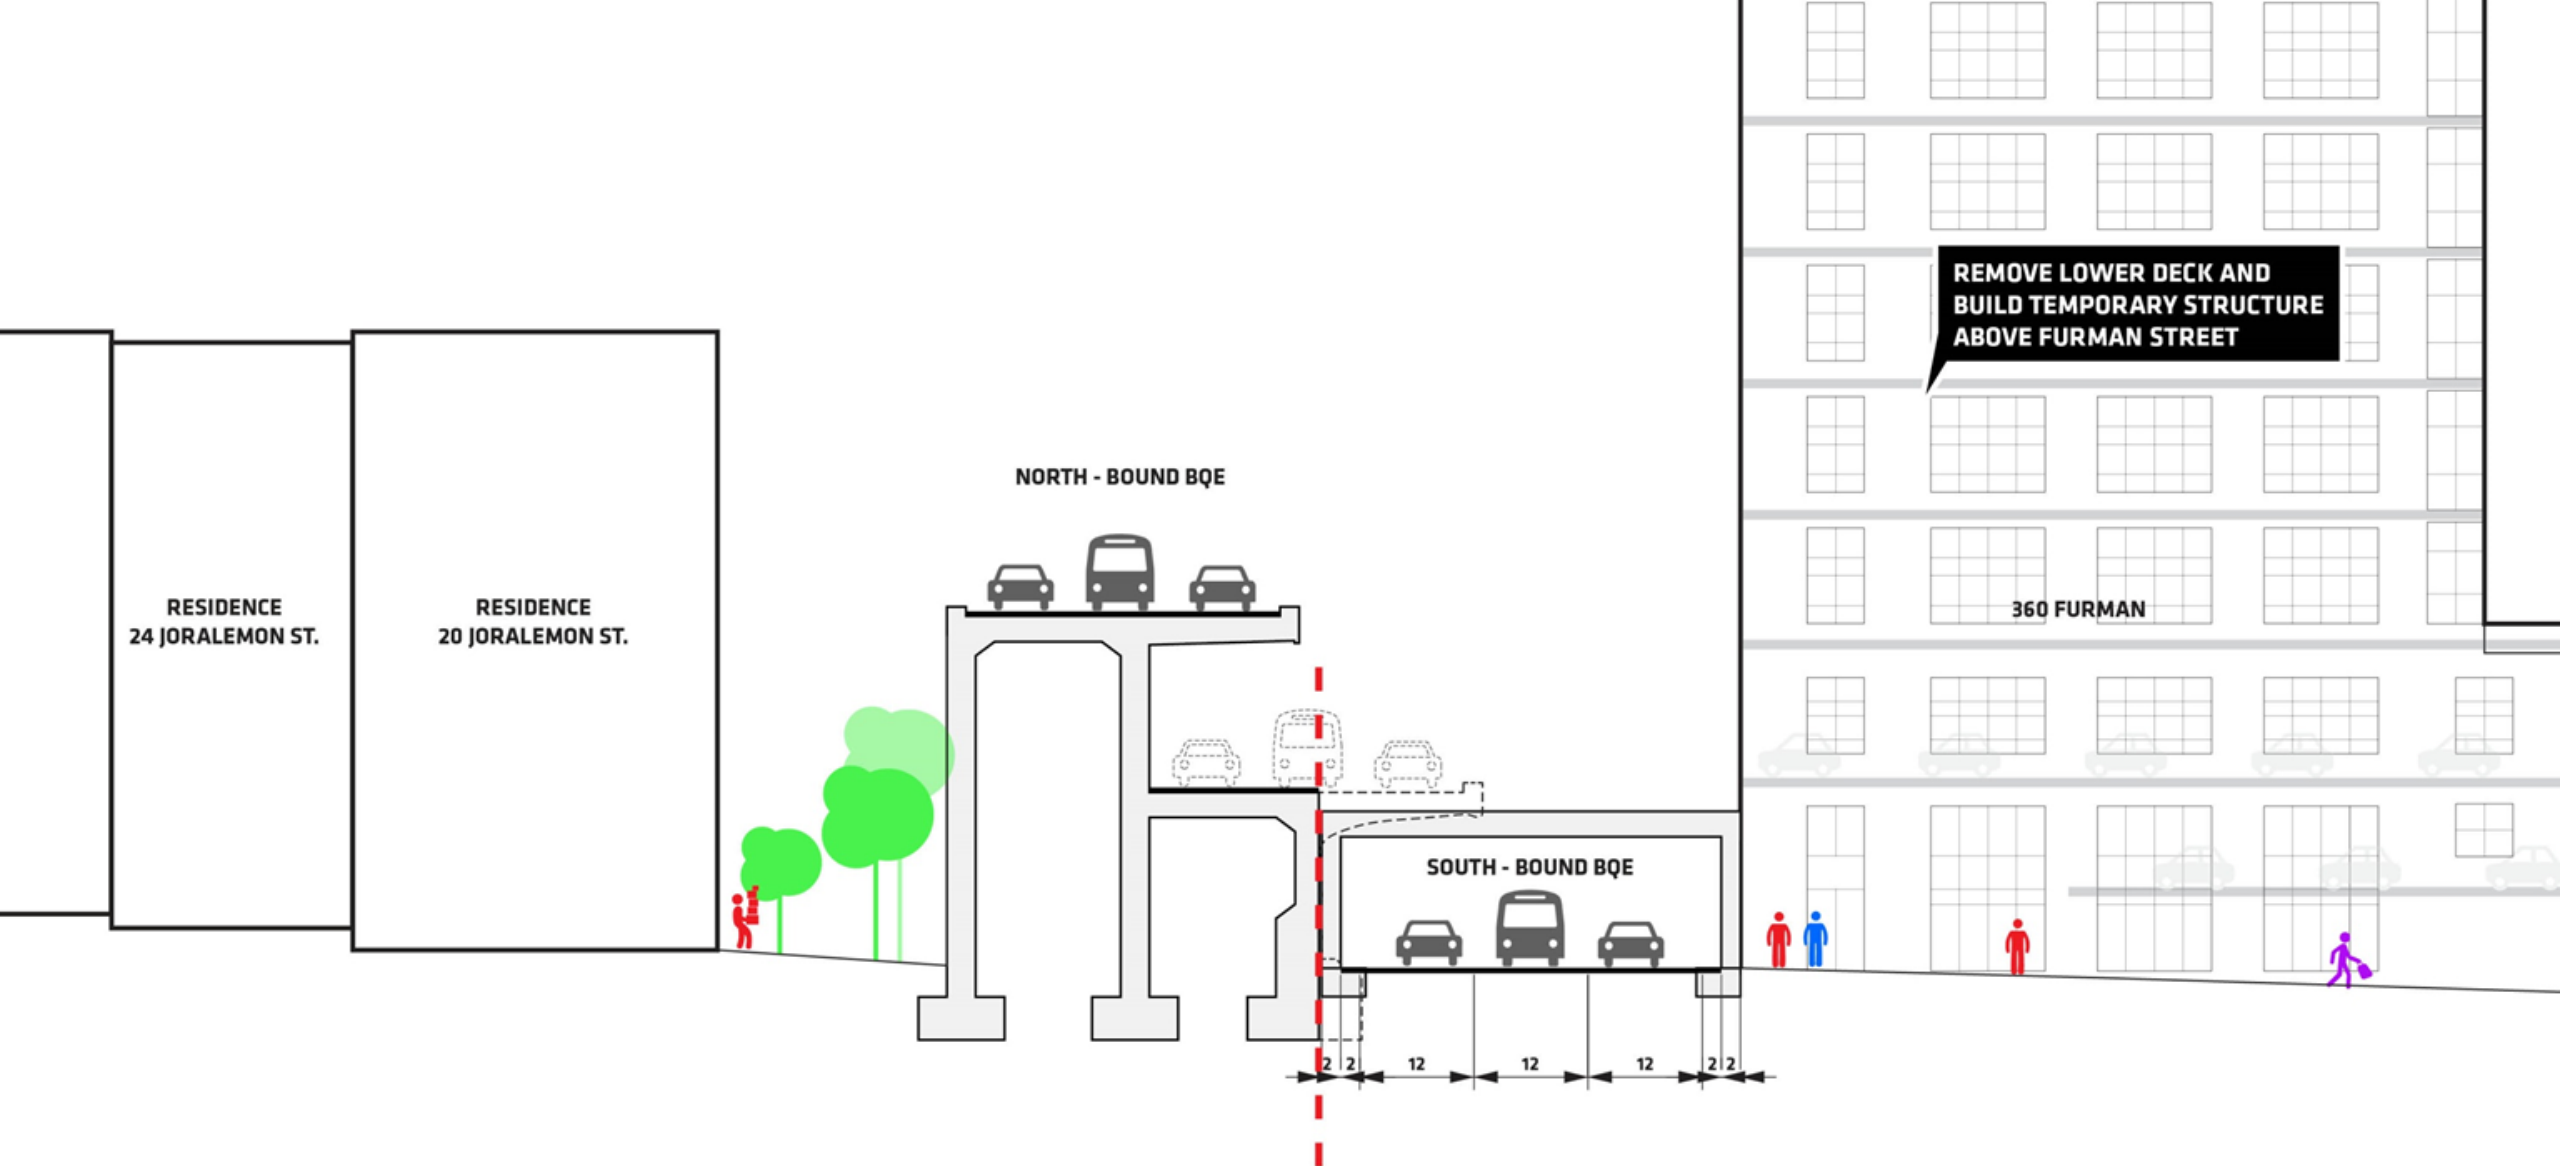 REMOVE LOWER DECK AND
BUILD TEMPORARY STRUCTURE
ABOVE FURMAN STREET
NORTH - BOUND BQE
RESIDENCE
24 JORALEMON ST.
RESIDENCE
20 JORALEMON ST.
360 FURMAN
SOUTH - BOUND BQE
2 2 12 12 12 2 2